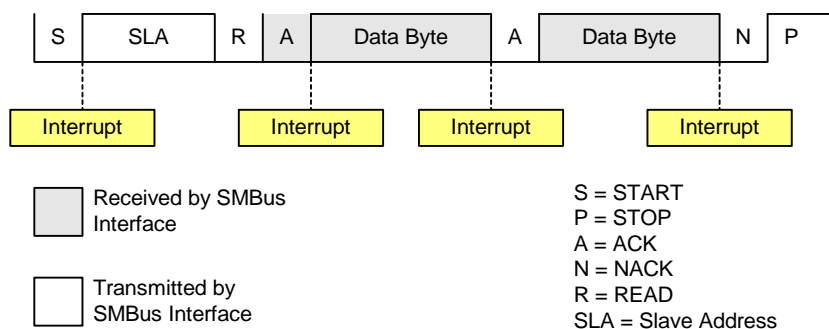 S SLA R A Data Byte A Data Byte N P
Interrupt Interrupt Interrupt Interrupt
Received by SMBus
Interface
Transmitted by
SMBus Interface
S = START
P = STOP
A = ACK
N = NACK
R = READ
SLA = Slave Address